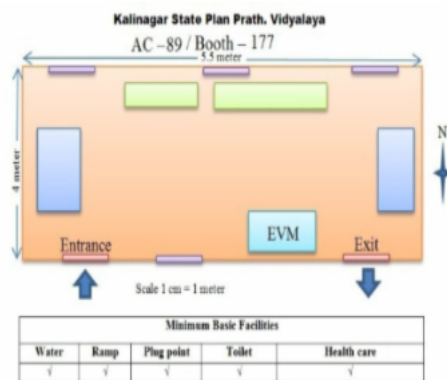 Kalinagar State Plan Prath. Vidyalaya
AC –89 / Booth – 177
5.5 meter
4 meter
N
EVM
Entrance
Exit
Scale 1 cm = 1 meter
Minimum Basic Facilities
Water Ramp Plug point Toilet Health care
√ √ √ √ √